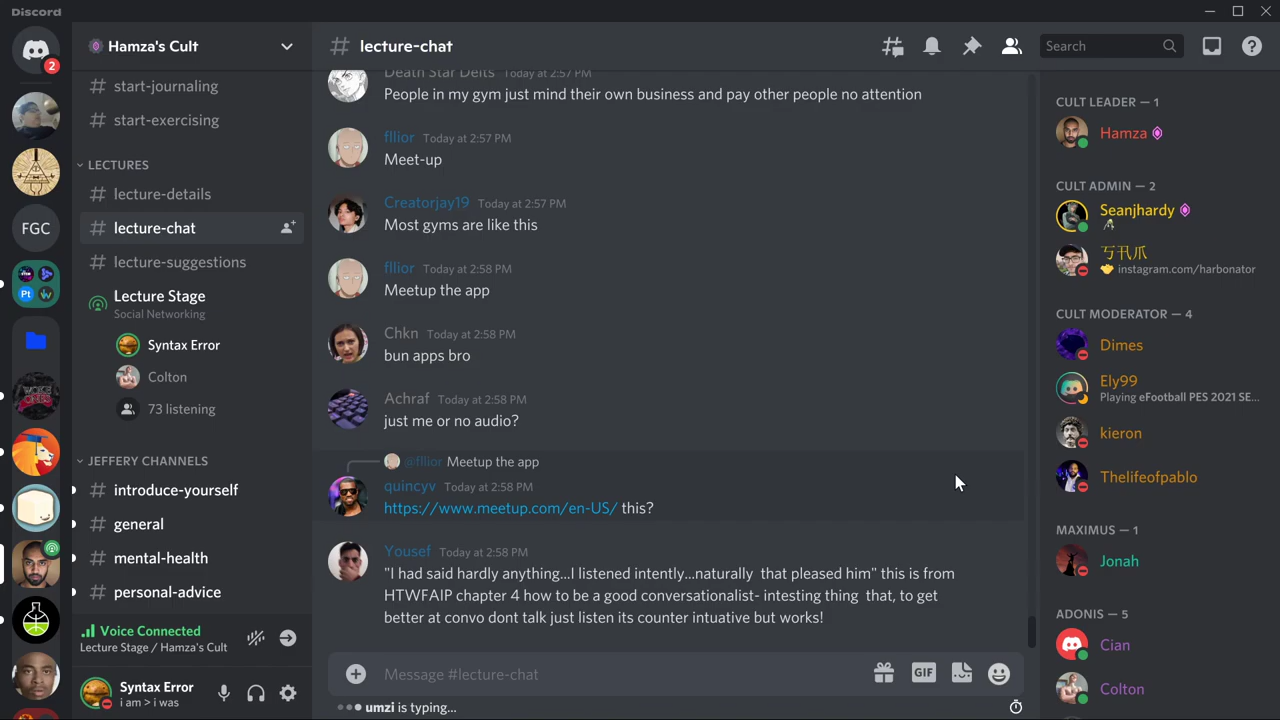 Discord
2
FGC
Pt
Hamza's Cult
# start-journaling
# start-exercising
LECTURES
# lecture-details
# lecture-chat
# lecture-suggestions
Lecture Stage
Social Networking
Syntax Error
Colton
73 listening
JEFFERY CHANNELS
# introduce-yourself
# general
# mental-health
# personal-advice
Voice Connected
Lecture Stage / Hamza's Cult
Syntax Error
i am > i was
# lecture-chat
Search
Death Star Delts Today at 2:57 PM
People in my gym just mind their own business and pay other people no attention
fllior Today at 2:57 PM
Meet-up
Creatorjay19 Today at 2:57 PM
Most gyms are like this
fllior Today at 2:58 PM
Meetup the app
Chkn Today at 2:58 PM
bun apps bro
Achraf Today at 2:58 PM
just me or no audio?
@fllior Meetup the app
quincyv Today at 2:58 PM
https://www.meetup.com/en-US/ this?
Yousef Today at 2:58 PM
"I had said hardly anything...I listened intently...naturally that pleased him" this is from
HTWFAIP chapter 4 how to be a good conversationalist- intesting thing that, to get
better at convo dont talk just listen its counter intuative but works!
Message #lecture-chat
GIF
umzi is typing...
CULT LEADER — 1
Hamza
CULT ADMIN — 2
Seanjhardy
instagram.com/harbonator
CULT MODERATOR — 4
Dimes
Ely99
Playing eFootball PES 2021 SE...
kieron
Thelifeofpablo
MAXIMUS — 1
Jonah
ADONIS — 5
Cian
Colton